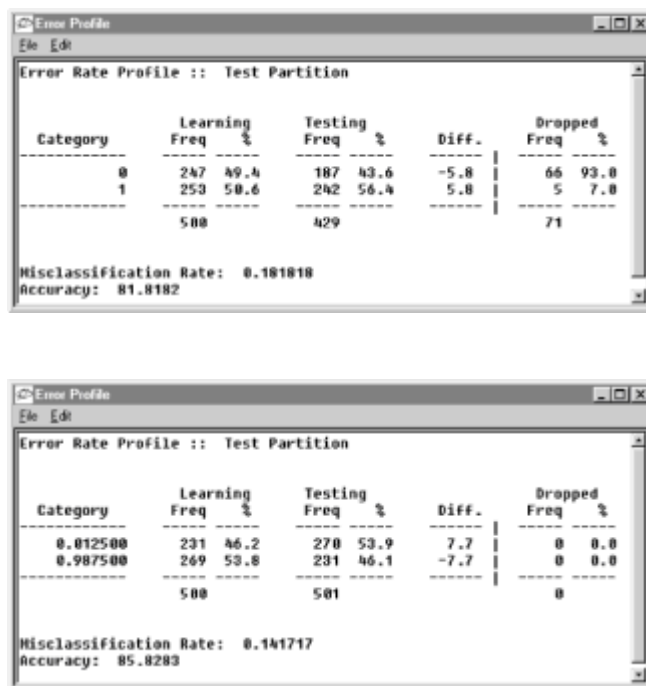 Error Profile
File Edit
Error Rate Profile :: Test Partition
Learning Testing Dropped
Category Freq % Freq % Diff. Freq %
------------ ----- ----- ----- ----- ------ | ----- -----
0 247 49.4 187 43.6 -5.8 | 66 93.0
1 253 50.6 242 56.4 5.8 | 5 7.0
------------ ----- ----- ----- ----- ------ | ----- -----
500 429 71
Misclassification Rate: 0.181818
Accuracy: 81.8182
Error Profile
File Edit
Error Rate Profile :: Test Partition
Learning Testing Dropped
Category Freq % Freq % Diff. Freq %
------------ ----- ----- ----- ----- ------ | ----- -----
0.012500 231 46.2 270 53.9 7.7 | 0 0.0
0.987500 269 53.8 231 46.1 -7.7 | 0 0.0
------------ ----- ----- ----- ----- ------ | ----- -----
500 501 0
Misclassification Rate: 0.141717
Accuracy: 85.8283